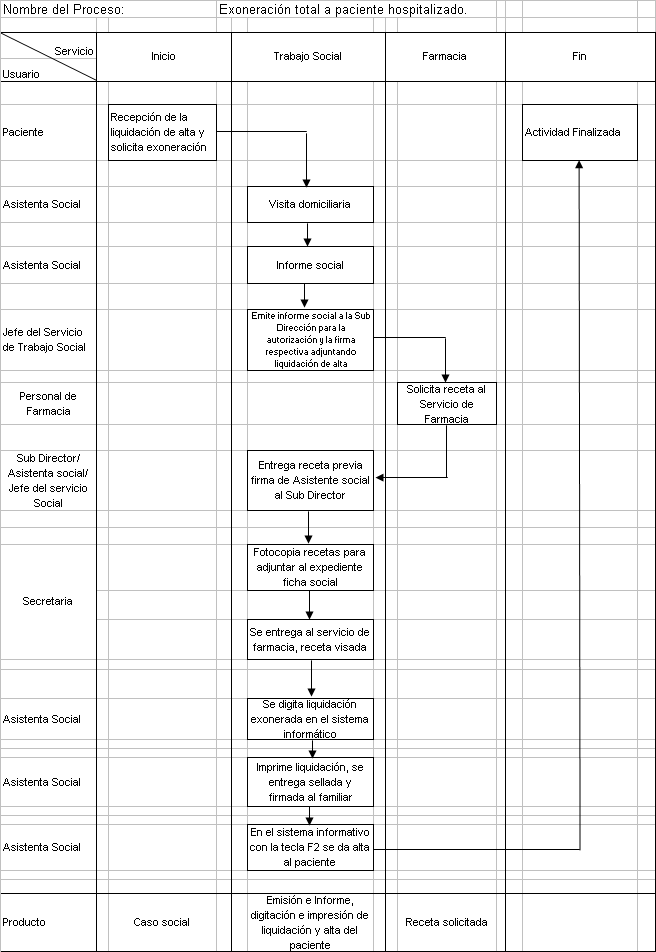 Nombre del Proceso: Exoneración total a paciente hospitalizado.
Servicio
Usuario
Inicio
Trabajo Social
Farmacia
Fin
Paciente
Recepción de la
liquidación de alta y
solicita exoneración
Actividad Finalizada
Asistenta Social
Visita domiciliaria
Asistenta Social
Informe social
Jefe del Servicio
de Trabajo Social
Emite informe social a la Sub
Dirección para la
autorización y la firma
respectiva adjuntando
liquidación de alta
Personal de
Farmacia
Solicita receta al
Servicio de
Farmacia
Sub Director/
Asistenta social/
Jefe del servicio
Social
Entrega receta previa
firma de Asistente social
al Sub Director
Secretaria
Fotocopia recetas para
adjuntar al expediente
ficha social
Se entrega al servicio de
farmacia, receta visada
Asistenta Social
Se digita liquidación
exonerada en el sistema
informático
Asistenta Social
Imprime liquidación, se
entrega sellada y
firmada al familiar
Asistenta Social
En el sistema informativo
con la tecla F2 se da alta
al paciente
Producto
Caso social
Emisión e Informe,
digitación e impresión de
liquidación y alta del
paciente
Receta solicitada